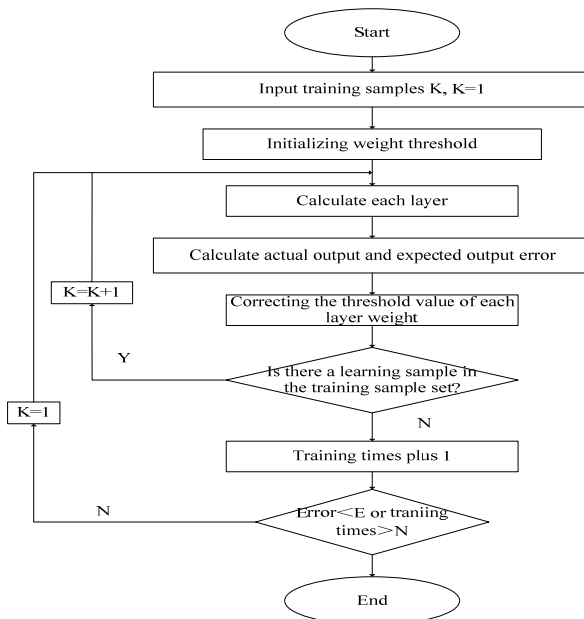 Start
Input training samples K, K=1
Initializing weight threshold
Calculate each layer
Calculate actual output and expected output error
K=K+1
Correcting the threshold value of each
layer weight
Y
Is there a learning sample in
the training sample set?
K=1
N
Training times plus 1
N
Error<E or traniing
times>N
End